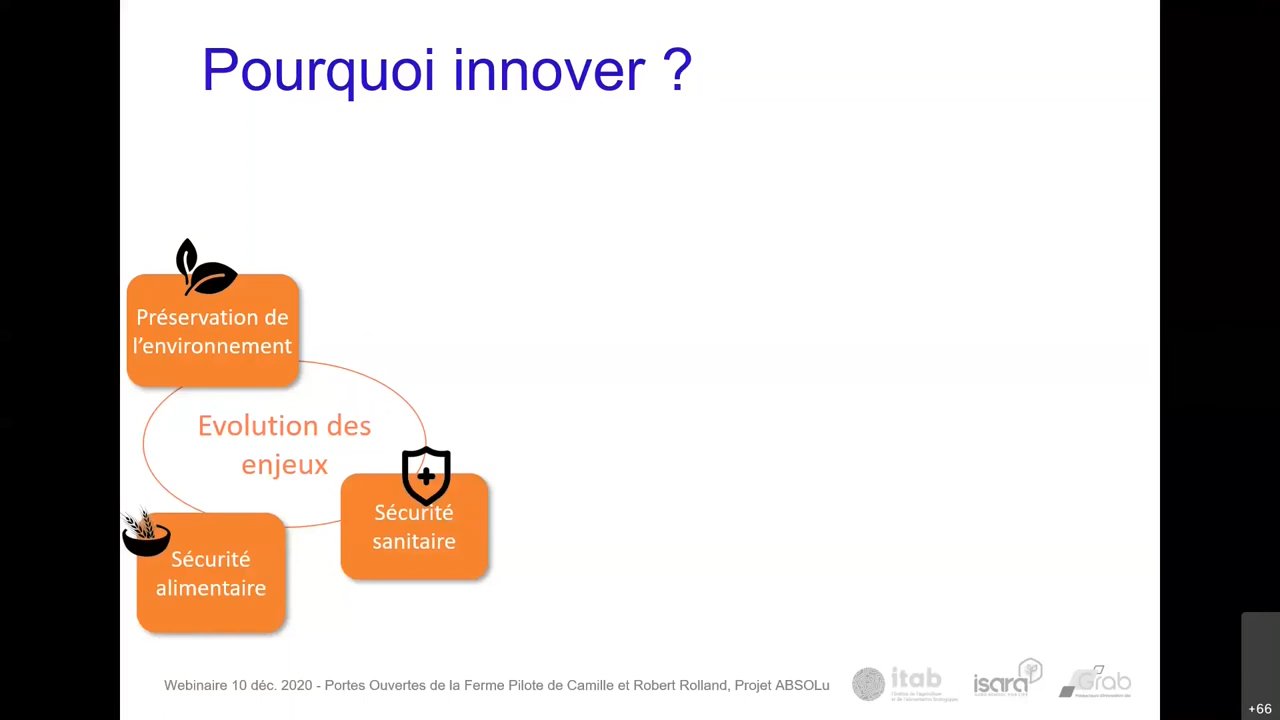 Pourquoi innover ?
Préservation de
l'environnement
Evolution des
enjeux
Sécurité
sanitaire
Sécurité
alimentaire
Webinaire 10 déc. 2020 - Portes Ouvertes de la Ferme Pilote de Camille et Robert Rolland, Projet ABSOLu
itab
isara
Grab
+66